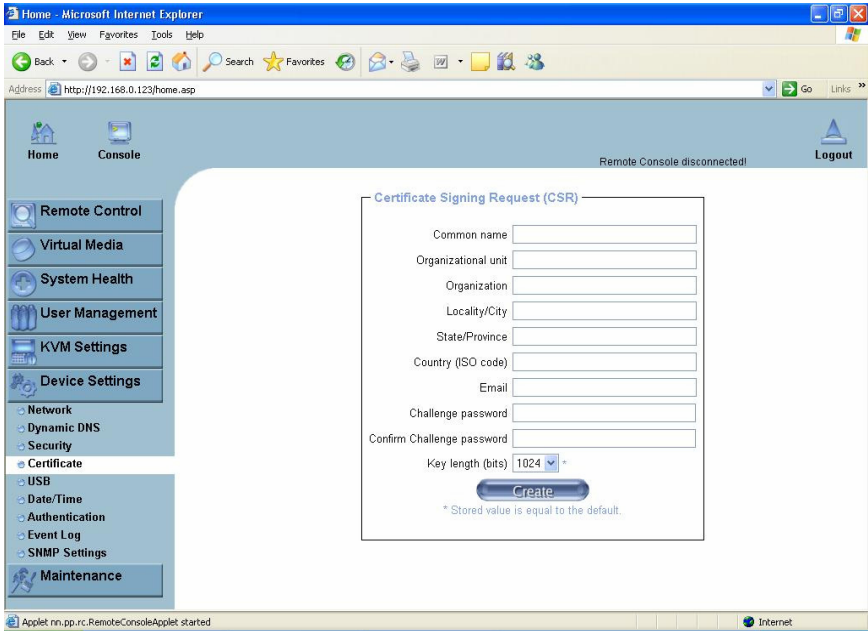 Home - Microsoft Internet Explorer
File Edit View Favorites Tools Help
Back Search Favorites
Address http://192.168.0.123/home.asp Go Links »
Home Console Logout
Remote Console disconnected!
Remote Control
Virtual Media
System Health
User Management
KVM Settings
Device Settings
Network
Dynamic DNS
Security
Certificate
USB
Date/Time
Authentication
Event Log
SNMP Settings
Maintenance
Certificate Signing Request (CSR)
Common name
Organizational unit
Organization
Locality/City
State/Province
Country (ISO code)
Email
Challenge password
Confirm Challenge password
Key length (bits) 1024 *
Create
* Stored value is equal to the default.
Applet nn.pp.rc.RemoteConsoleApplet started Internet